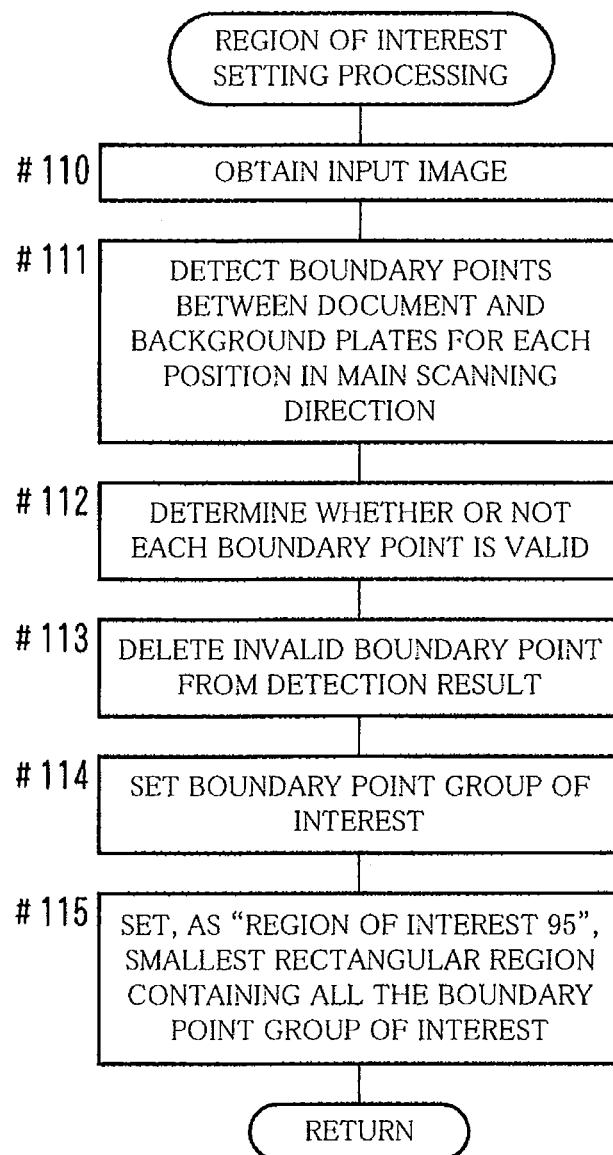 REGION OF INTEREST
SETTING PROCESSING
#110
OBTAIN INPUT IMAGE
#111
DETECT BOUNDARY POINTS
BETWEEN DOCUMENT AND
BACKGROUND PLATES FOR EACH
POSITION IN MAIN SCANNING
DIRECTION
#112
DETERMINE WHETHER OR NOT
EACH BOUNDARY POINT IS VALID
#113
DELETE INVALID BOUNDARY POINT
FROM DETECTION RESULT
#114
SET BOUNDARY POINT GROUP OF
INTEREST
#115
SET, AS “REGION OF INTEREST 95”,
SMALLEST RECTANGULAR REGION
CONTAINING ALL THE BOUNDARY
POINT GROUP OF INTEREST
RETURN